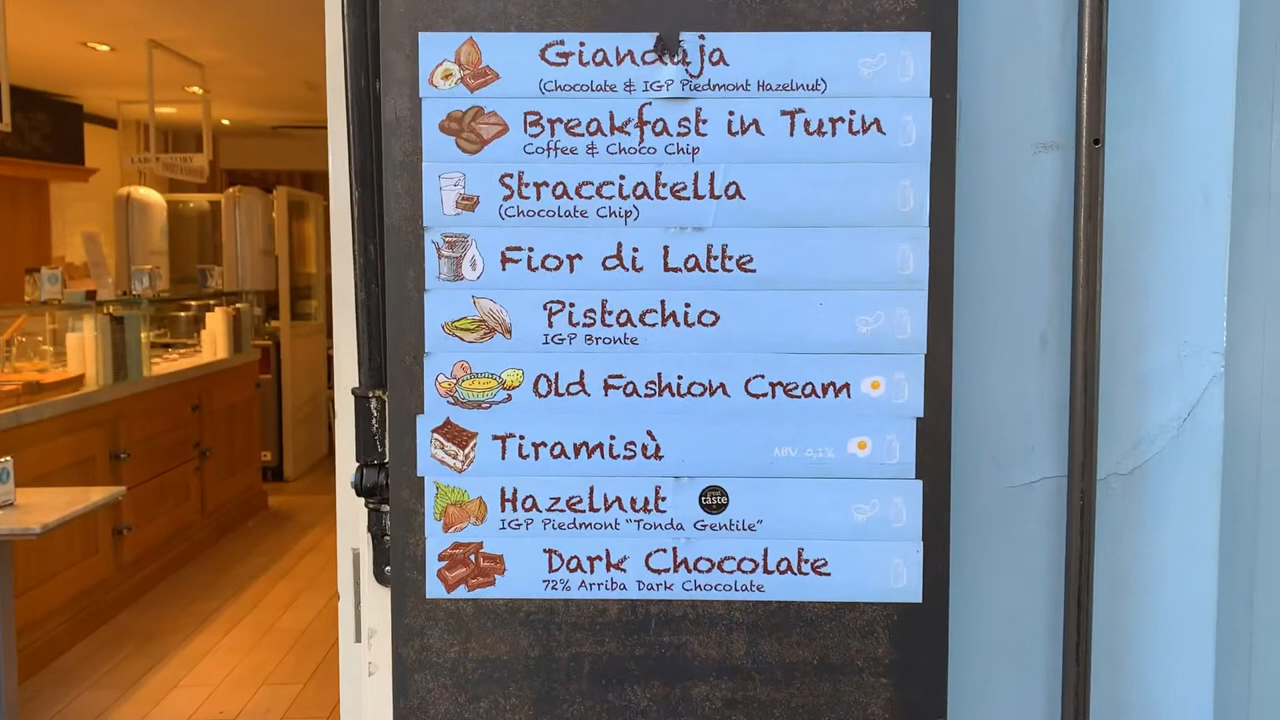 Gianduja
(Chocolate & IGP Piedmont Hazelnut)
Breakfast in Turin
Coffee & Choco Chip
Stracciatella
(Chocolate Chip)
Fior di Latte
Pistachio
IGP Bronte
Old Fashion Cream
Tiramisù
ABV 0,2%
Hazelnut
great taste
IGP Piedmont "Tonda Gentile"
Dark Chocolate
72% Arriba Dark Chocolate